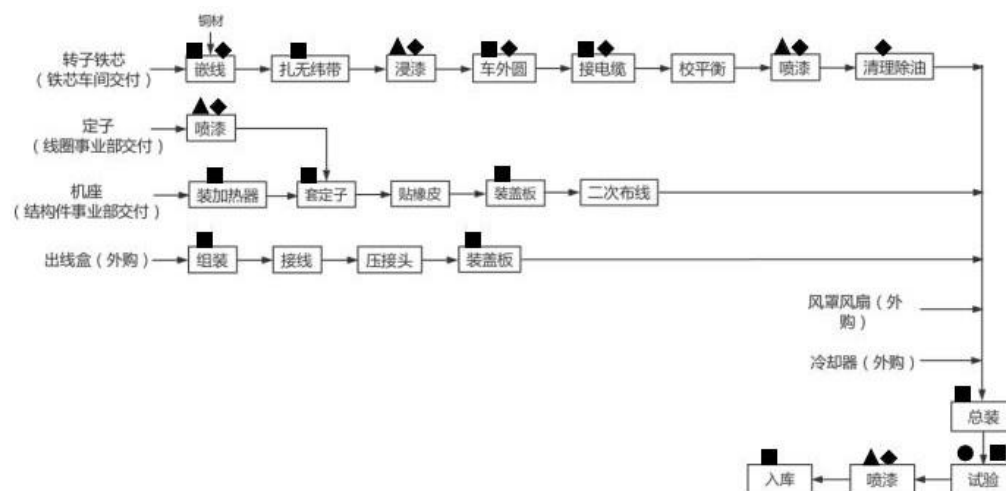 铜材
转子铁芯
（铁芯车间交付）
嵌线
扎无纬带
浸漆
车外圆
接电缆
校平衡
喷漆
清理除油
定子
（线圈事业部交付）
喷漆
机座
（结构件事业部交付）
装加热器
套定子
贴橡皮
装盖板
二次布线
出线盒（外购）
组装
接线
压接头
装盖板
风罩风扇（外
购）
冷却器（外购）
总装
入库
喷漆
试验